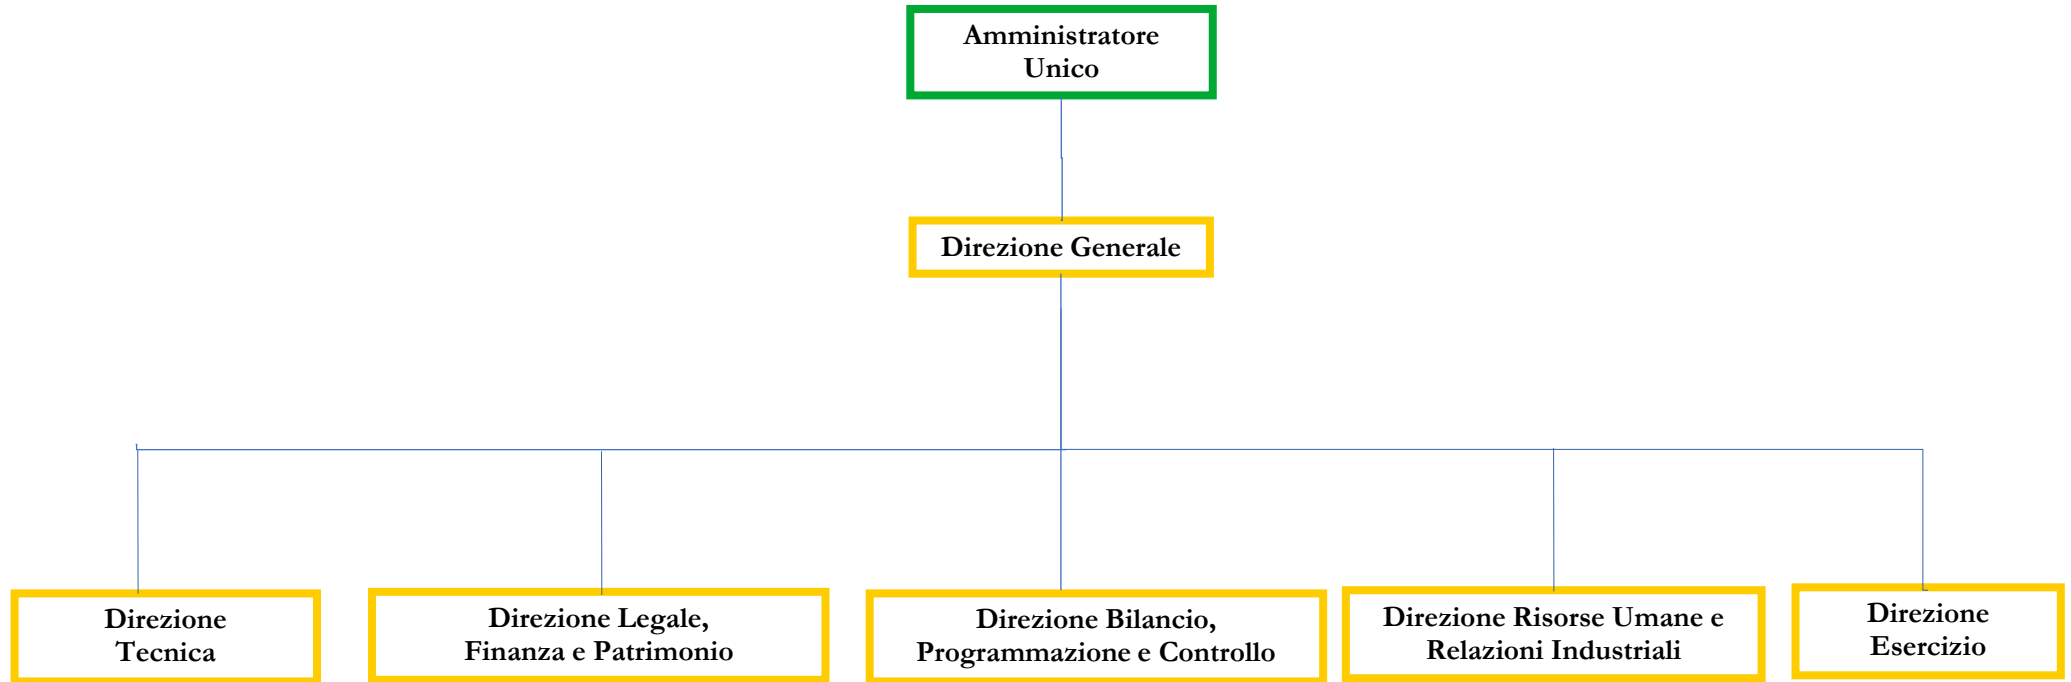 Amministratore
Unico
Direzione Generale
Direzione
Tecnica
Direzione Legale,
Finanza e Patrimonio
Direzione Bilancio,
Programmazione e Controllo
Direzione Risorse Umane e
Relazioni Industriali
Direzione
Esercizio